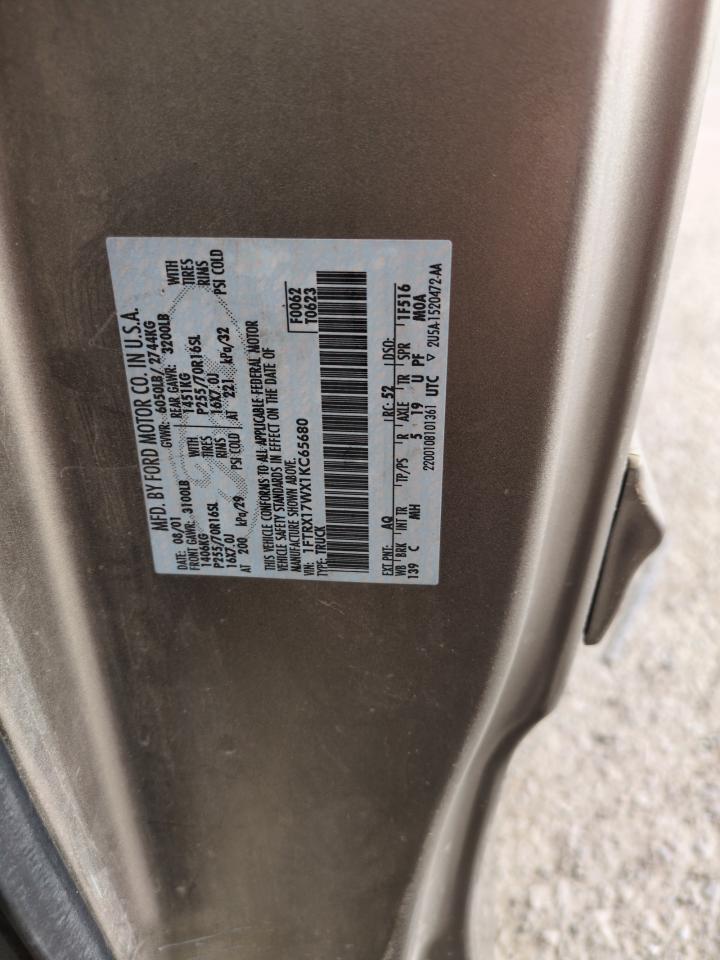 MFD. BY FORD MOTOR CO. IN U.S.A.
DATE: 08/01 GVWR: 6050LB/ 2744KG
FRONT GAWR: 3100LB REAR GAWR: 3200LB
1406KG WITH 1451KG WITH
P255/70R16SL TIRES P255/70R16SL TIRES
16X7.0J RIMS 16X7.0J RIMS
AT 200 kPa/29 PSI COLD AT 221 kPa/32 PSI COLD
THIS VEHICLE CONFORMS TO ALL APPLICABLE FEDERAL MOTOR
VEHICLE SAFETY STANDARDS IN EFFECT ON THE DATE OF
MANUFACTURE SHOWN ABOVE.
VIN: 1FTRX17WX1KC65680 F0062
TYPE: TRUCK T0623
EXT PNT: AQ RC: 52 DSO:
WB BRK INT TR TP/PS R AXLE TR SPR 1F516
139 C MH 5 19 U PF MOA
2200108101361 UTC ▽ 2U5A-1520472-AA